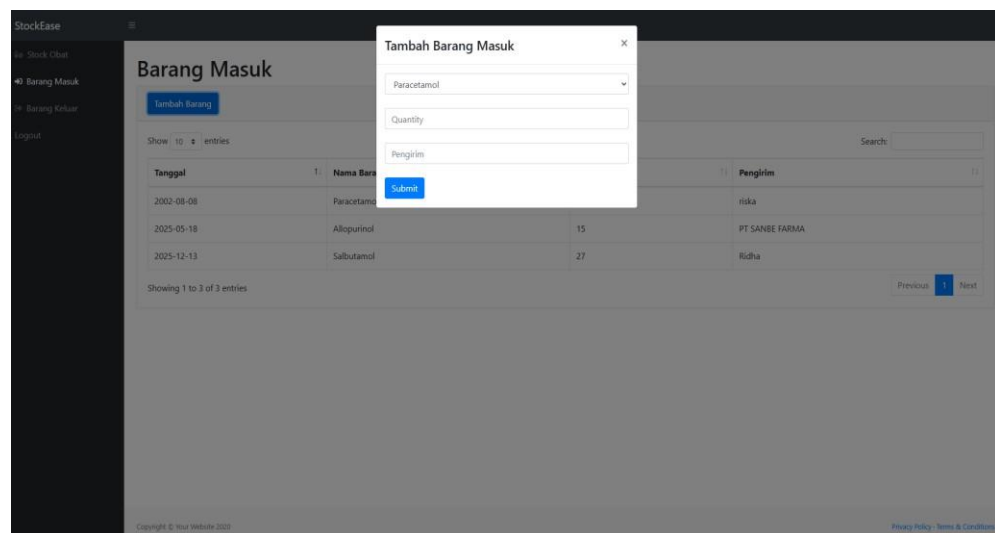 StockEase
Stock Obat
Barang Masuk
Barang Keluar
Logout
Barang Masuk
Tambah Barang
Show 10 entries
Search:
Tanggal Nama Bara Pengirim
2002-08-08 Paracetamo riska
2025-05-18 Allopurinol 15 PT SANBE FARMA
2025-12-13 Salbutamol 27 Ridha
Showing 1 to 3 of 3 entries
Previous 1 Next
Tambah Barang Masuk ×
Paracetamol
Quantity
Pengirim
Submit
Copyright © Your Website 2020
Privacy Policy · Terms & Conditions